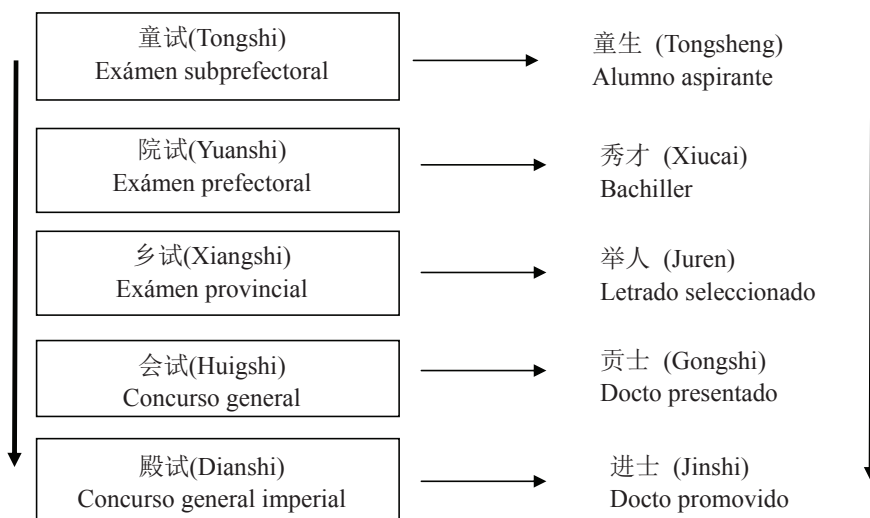 童试(Tongshi)
Exámen subprefectoral
童生 (Tongsheng)
Alumno aspirante
院试(Yuanshi)
Exámen prefectoral
秀才 (Xiucai)
Bachiller
乡试(Xiangshi)
Exámen provincial
举人 (Juren)
Letrado seleccionado
会试(Huigshi)
Concurso general
贡士 (Gongshi)
Docto presentado
殿试(Dianshi)
Concurso general imperial
进士 (Jinshi)
Docto promovido